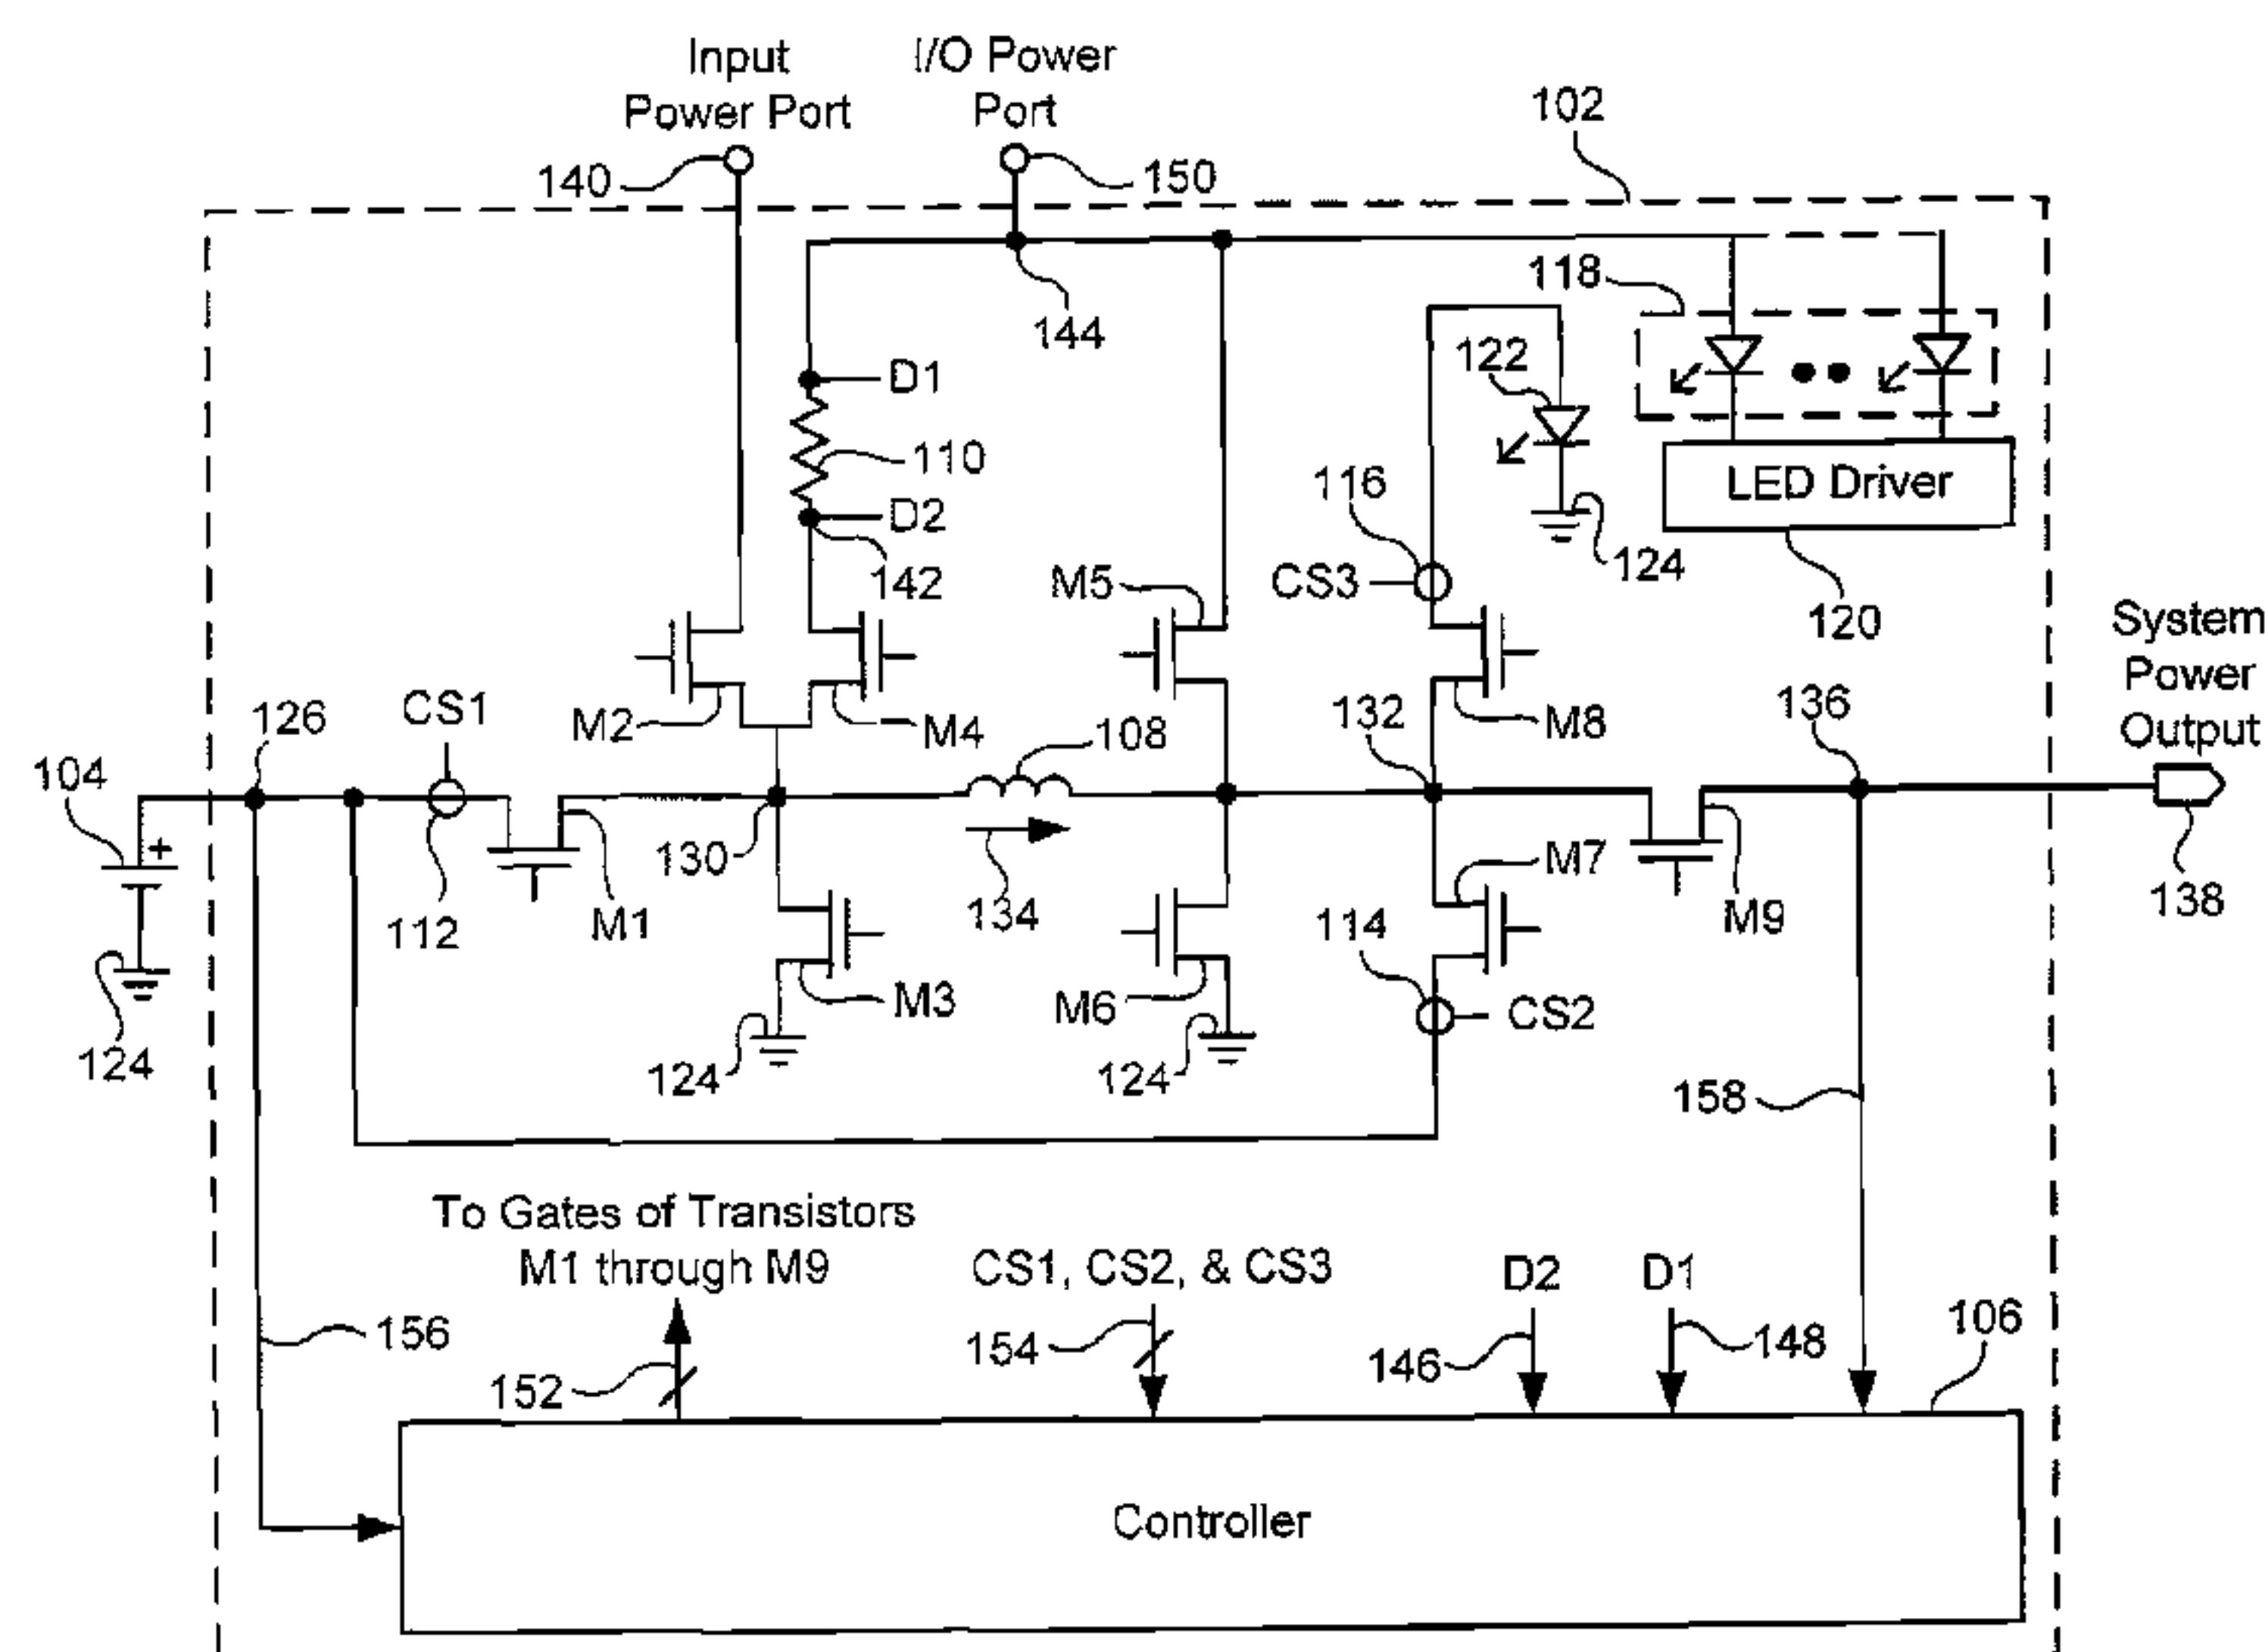 Input
Power Port
I/O Power
Port
102
140
150
118
144
122
D1
110
LED Driver
116
D2
142
124
M5
CS3
120
System
Power
Output
126
CS1
M2
M4
108
132
M8
136
104
+
130
M7
134
112
M1
114
M9
138
M3
M6
CS2
124
124
124
158
To Gates of Transistors
M1 through M9
CS1, CS2, & CS3
D2
D1
156
152
154
146
148
106
Controller